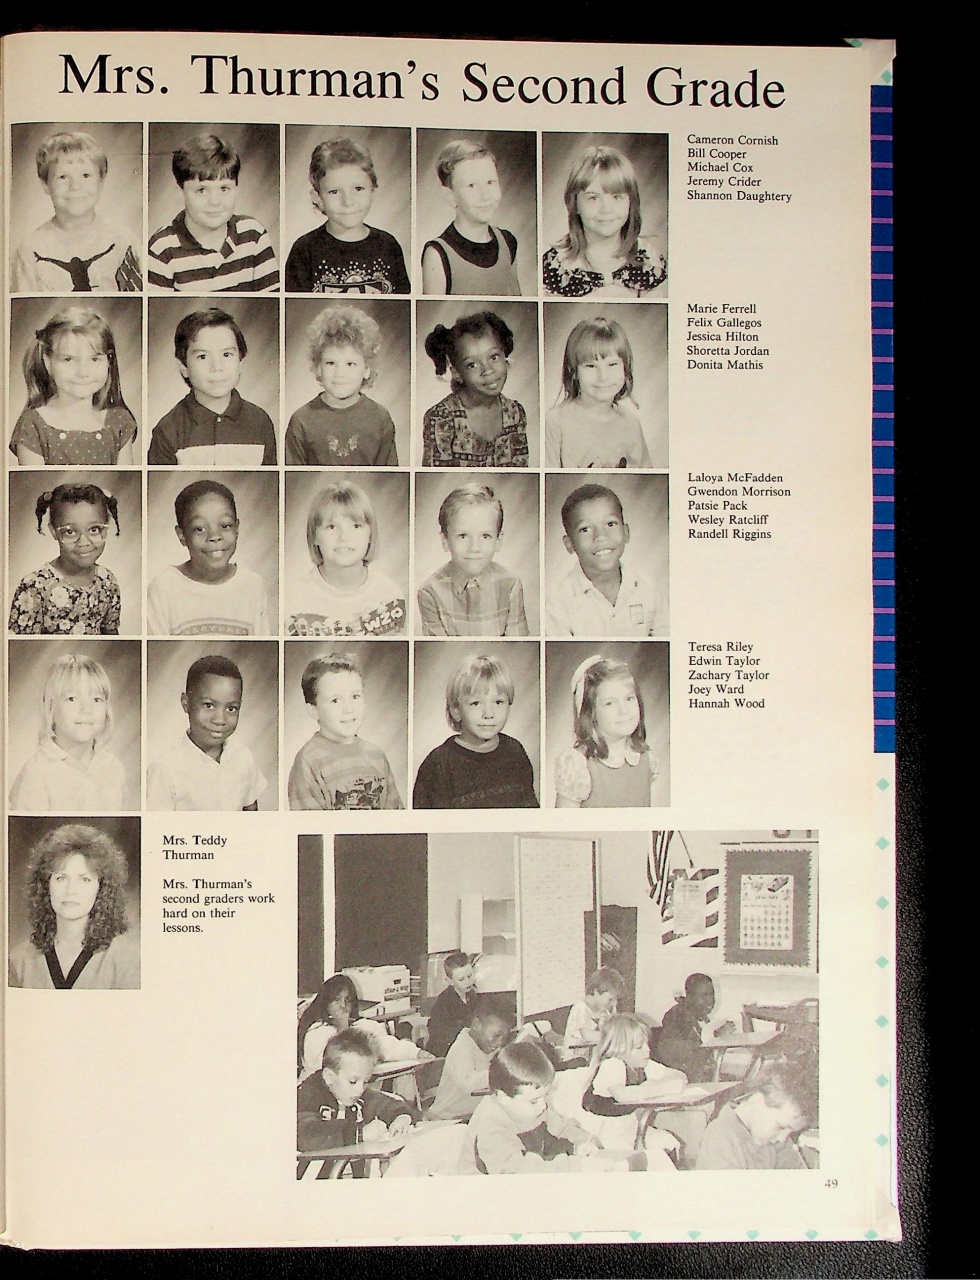 Mrs. Thurman's Second Grade
Cameron Cornish
Bill Cooper
Michael Cox
Jeremy Crider
Shannon Daughtery
Marie Ferrell
Felix Gallegos
Jessica Hilton
Shoretta Jordan
Donita Mathis
Laloya McFadden
Gwendon Morrison
Patsie Pack
Wesley Ratcliff
Randell Riggins
WZO
Teresa Riley
Edwin Taylor
Zachary Taylor
Joey Ward
Hannah Wood
Mrs. Teddy
Thurman
Mrs. Thurman's
second graders work
hard on their
lessons.
JANUARY
49